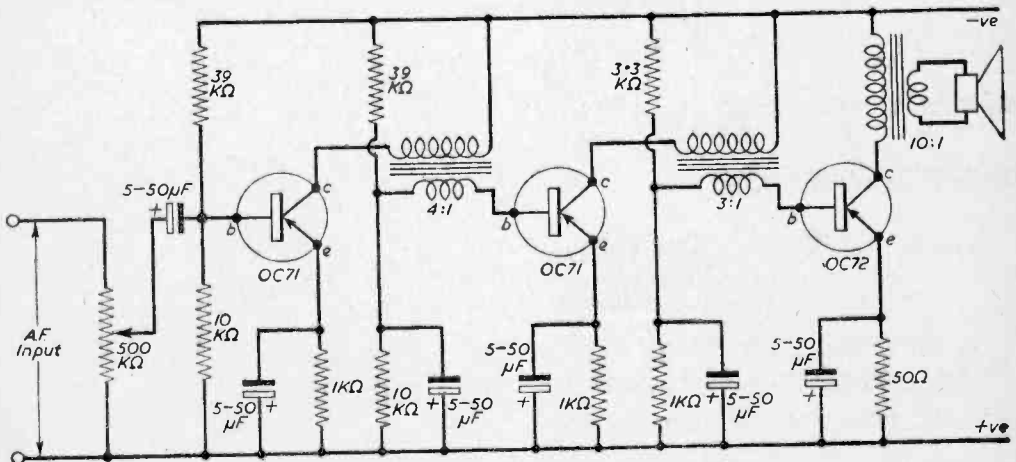 -ve
39
KΩ
39
KΩ
3·3
KΩ
10:1
5-50µF
+
c
4:1
c
3:1
c
b
e
OC71
b
e
OC71
b
e
OC72
A.F.
Input
500
KΩ
10
KΩ
+
5-50
µF
1KΩ
10
KΩ
+
5-50
µF
5-50
µF
+
1KΩ
1KΩ
+
5-50
µF
5-50
µF
+
50Ω
+ve